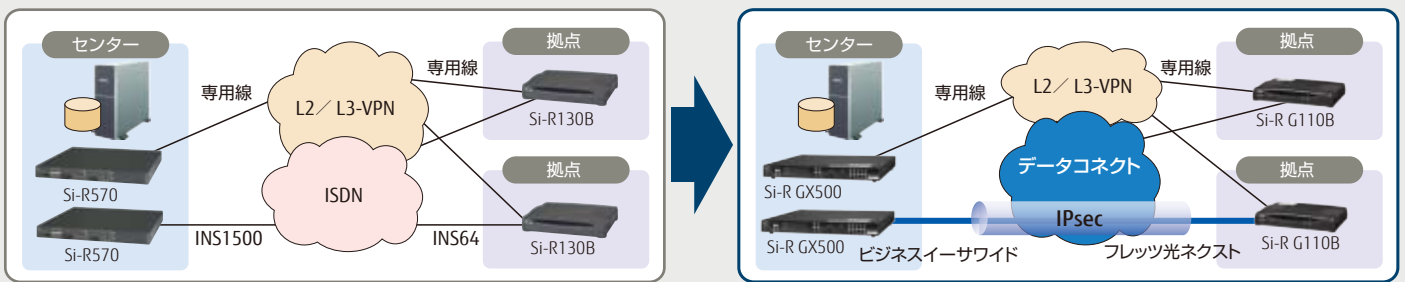 センター
拠点
専用線
専用線
L2／L3-VPN
Si-R130B
Si-R570
拠点
ISDN
INS1500
INS64
Si-R570
Si-R130B
センター
拠点
専用線
専用線
L2／L3-VPN
Si-R G110B
データコネクト
拠点
Si-R GX500
IPsec
Si-R GX500
ビジネスイーサワイド
フレッツ光ネクスト
Si-R G110B